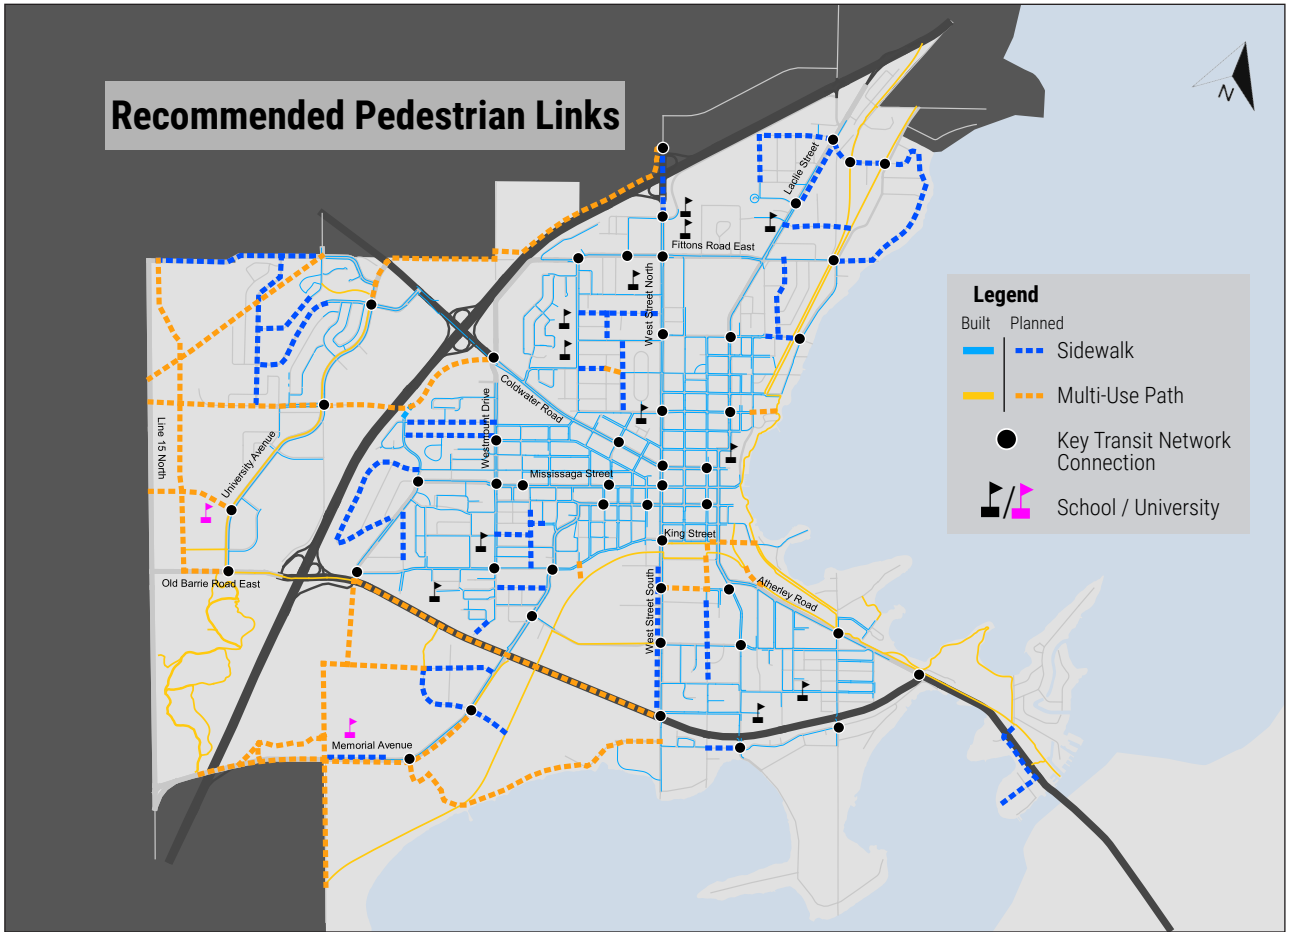 Recommended Pedestrian Links
N
Laclie Street
Fittons Road East
West Street North
Legend
Built
Planned
Sidewalk
Multi-Use Path
Key Transit Network
Connection
School / University
Coldwater Road
Westmount Drive
Line 15 North
University Avenue
Mississaga Street
King Street
Old Barrie Road East
Atherley Road
West Street South
Memorial Avenue